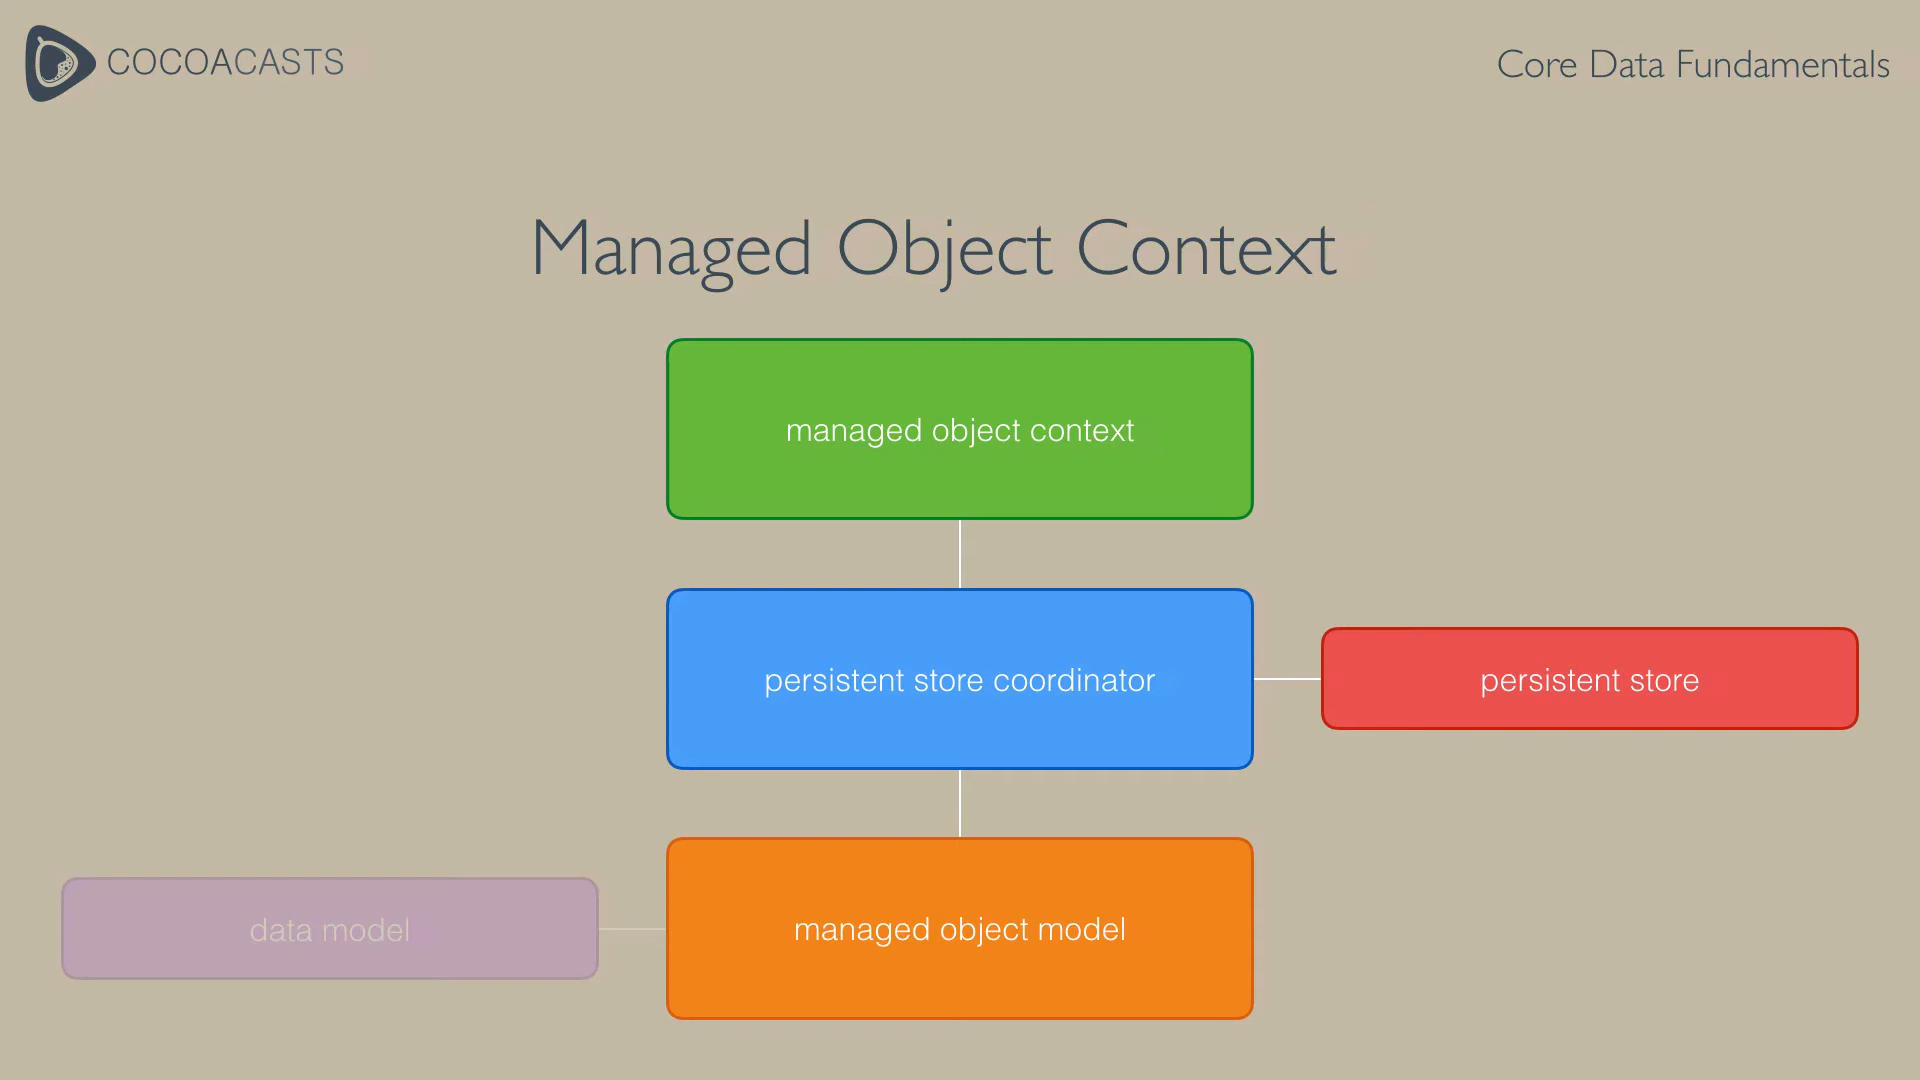 COCOACASTS
Core Data Fundamentals
Managed Object Context
managed object context
persistent store coordinator
persistent store
data model
managed object model